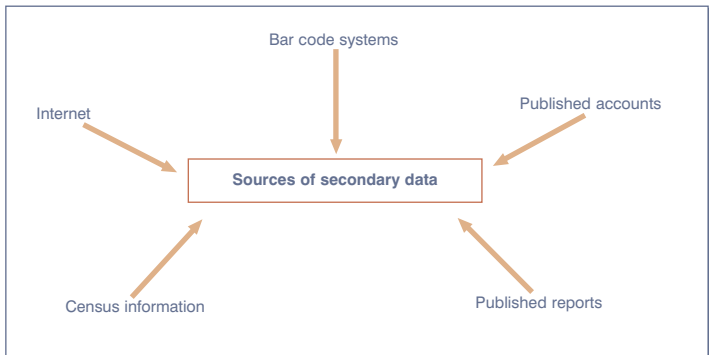 Bar code systems
Internet
Published accounts
Sources of secondary data
Census information
Published reports